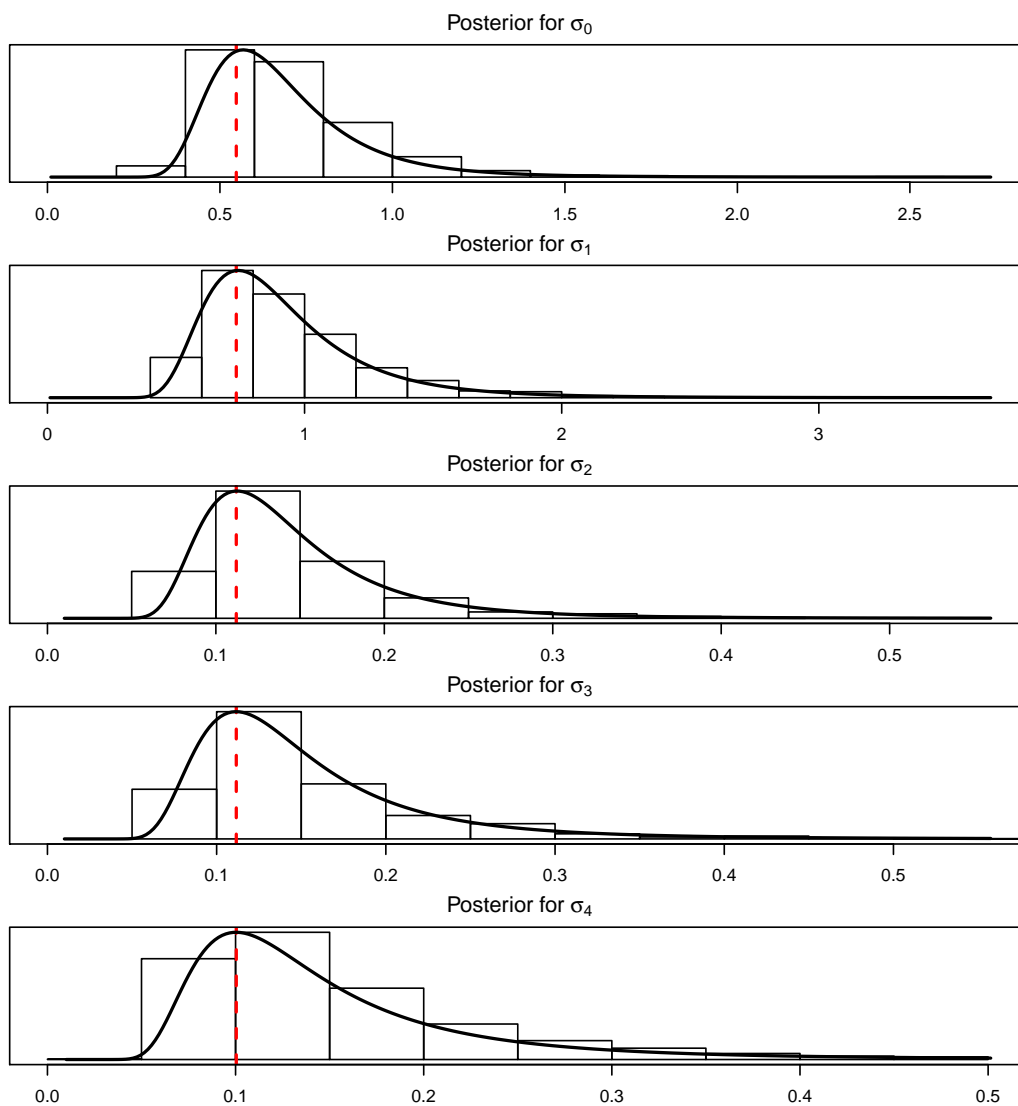 Posterior for σ₀
0.0 0.5 1.0 1.5 2.0 2.5
Posterior for σ₁
0 1 2 3
Posterior for σ₂
0.0 0.1 0.2 0.3 0.4 0.5
Posterior for σ₃
0.0 0.1 0.2 0.3 0.4 0.5
Posterior for σ₄
0.0 0.1 0.2 0.3 0.4 0.5